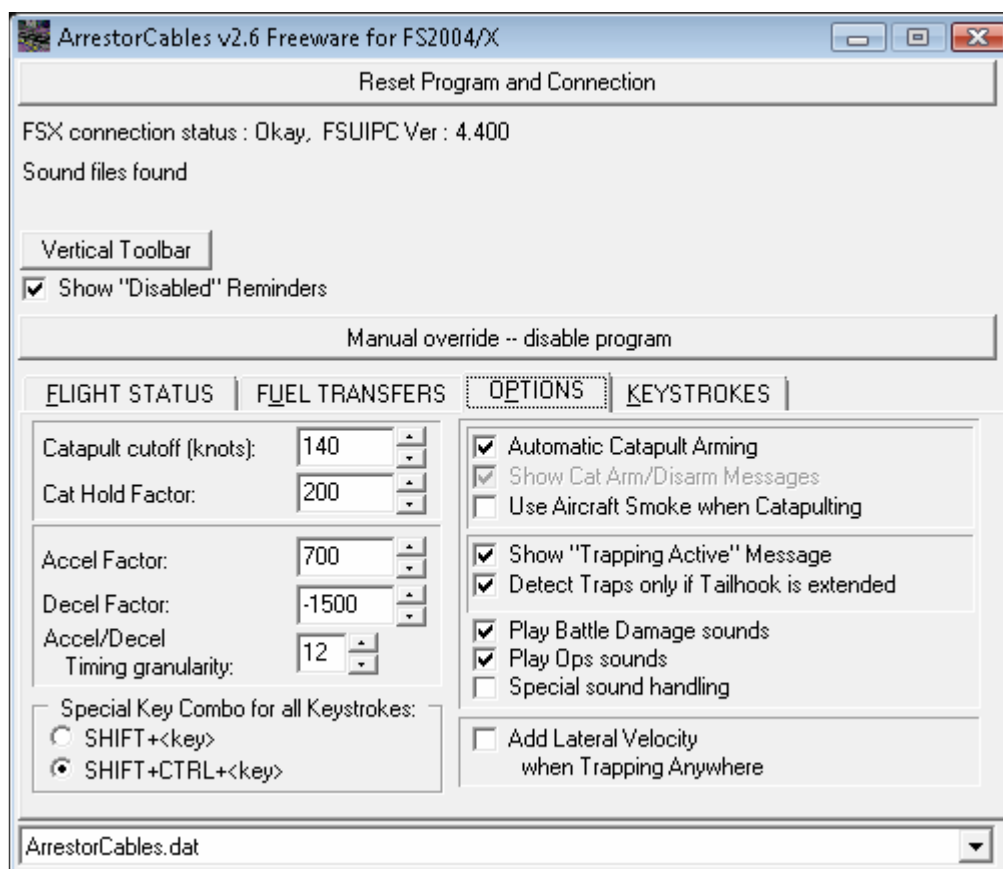 ArrestorCables v2.6 Freeware for FS2004/X
Reset Program and Connection
FSX connection status : Okay, FSUIPC Ver : 4.400
Sound files found
Vertical Toolbar
Show "Disabled" Reminders
Manual override -- disable program
FLIGHT STATUS
FUEL TRANSFERS
OPTIONS
KEYSTROKES
Catapult cutoff (knots):
140
Cat Hold Factor:
200
Accel Factor:
700
Decel Factor:
-1500
Accel/Decel
Timing granularity:
12
Special Key Combo for all Keystrokes:
SHIFT+<key>
SHIFT+CTRL+<key>
Automatic Catapult Arming
Show Cat Arm/Disarm Messages
Use Aircraft Smoke when Catapulting
Show "Trapping Active" Message
Detect Traps only if Tailhook is extended
Play Battle Damage sounds
Play Ops sounds
Special sound handling
Add Lateral Velocity
when Trapping Anywhere
ArrestorCables.dat